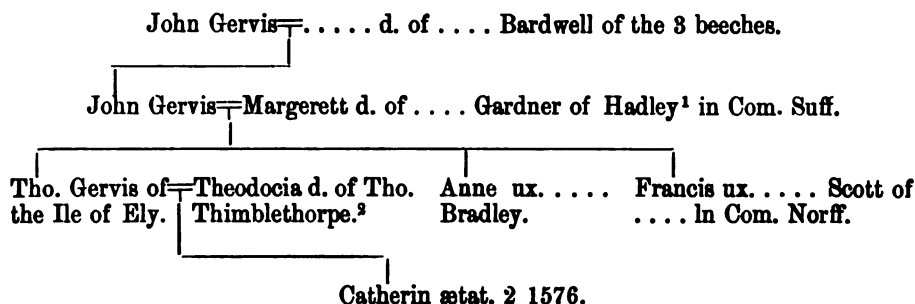 John Gervis=. . . . . d. of . . . . Bardwell of the 3 beeches.
John Gervis=Margerett d. of . . . . Gardner of Hadley¹ in Com. Suff.
Tho. Gervis of=Theodocia d. of Tho. Anne ux. . . . . . Francis ux. . . . . . Scott of
the Ile of Ely. Thimblethorpe.² Bradley. . . . . In Com. Norff.
Catherin ætat. 2 1576.